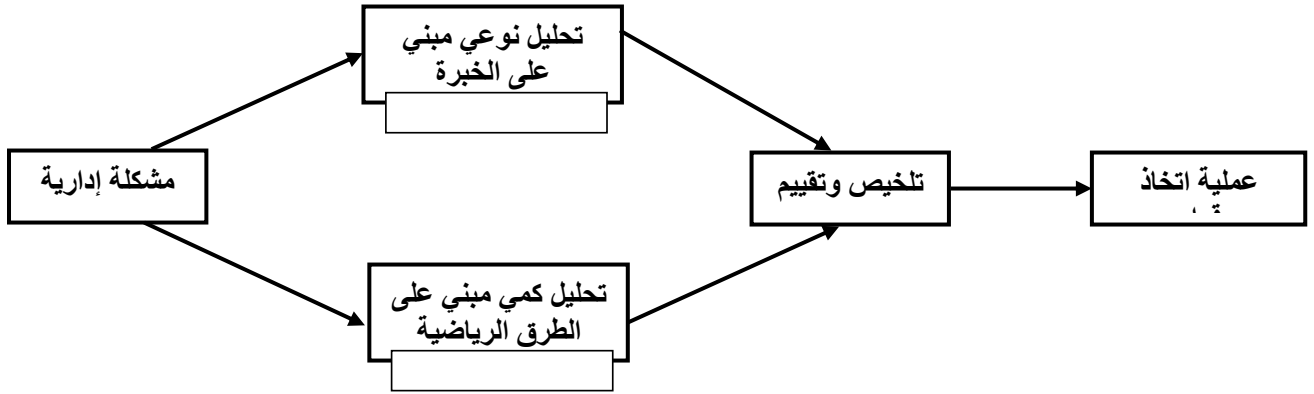 تحليل نوعي مبني
على الخبرة
مشكلة إدارية
تلخيص وتقييم
عملية اتخاذ
تحليل كمي مبني على
الطرق الرياضية